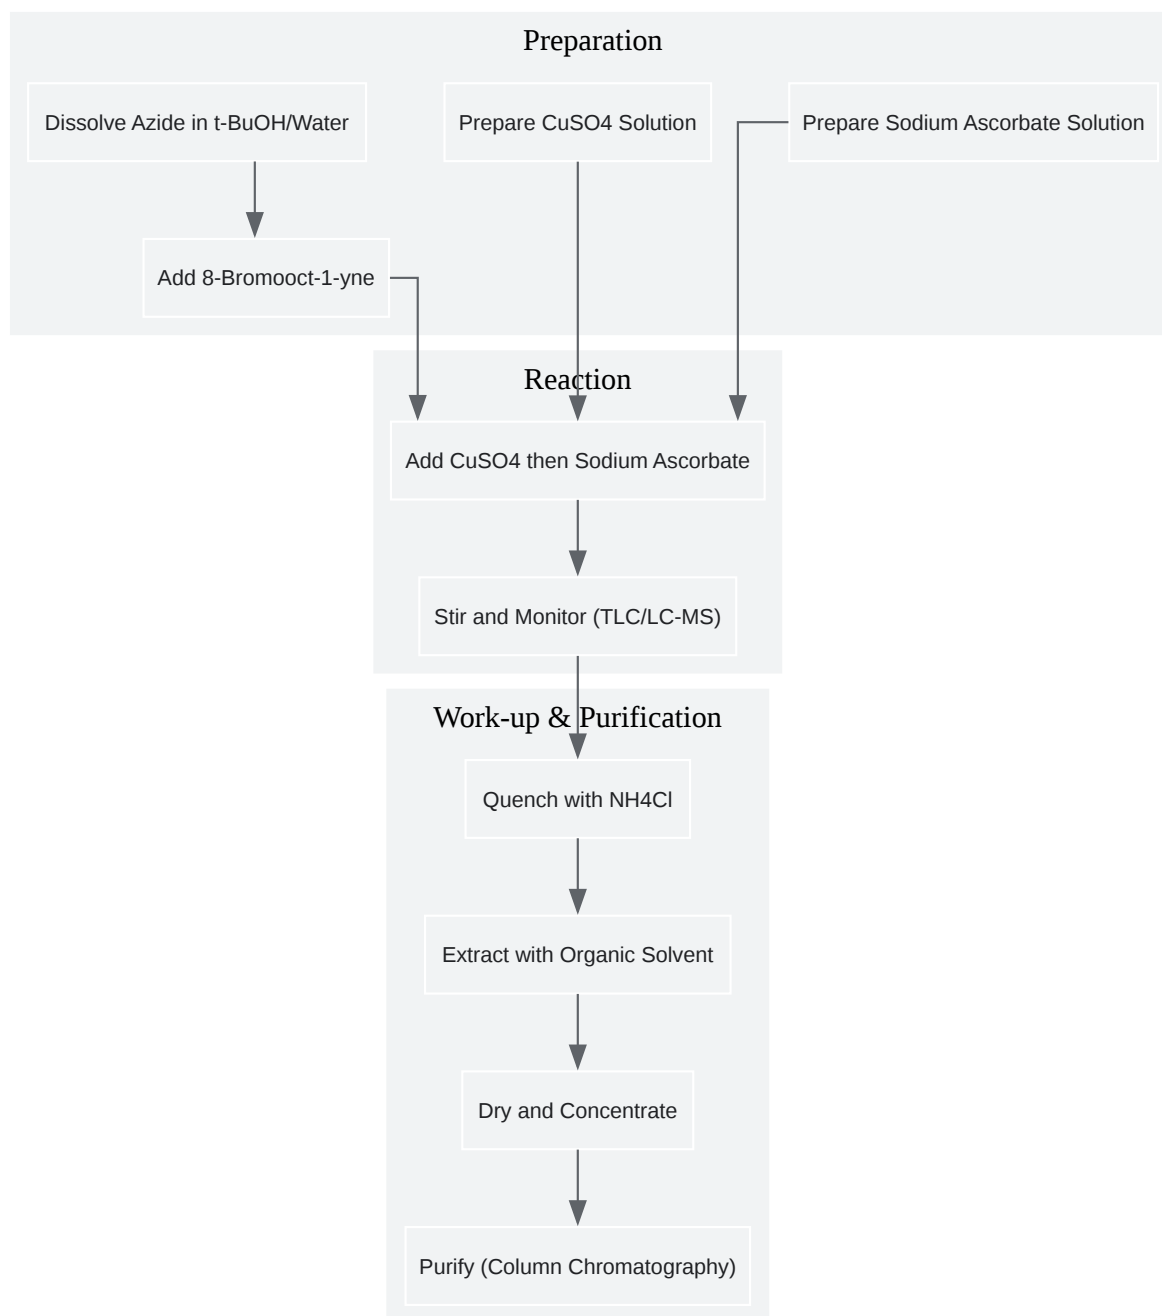 Preparation
Dissolve Azide in t-BuOH/Water
Prepare CuSO4 Solution
Prepare Sodium Ascorbate Solution
Add 8-Bromooct-1-yne
Reaction
Add CuSO4 then Sodium Ascorbate
Stir and Monitor (TLC/LC-MS)
Work-up & Purification
Quench with NH4Cl
Extract with Organic Solvent
Dry and Concentrate
Purify (Column Chromatography)